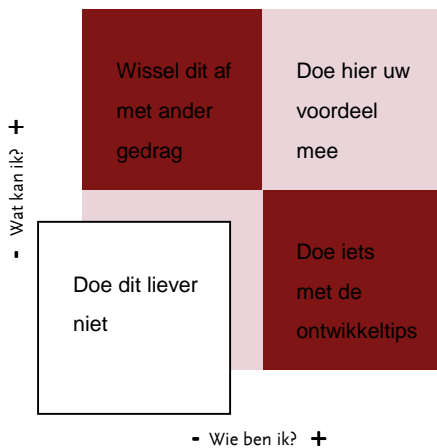 Wissel dit af
met ander
gedrag
Doe hier uw
voordeel
mee
- Wat kan ik? +
Doe dit liever
niet
Doe iets
met de
ontwikkeltips
- Wie ben ik? +